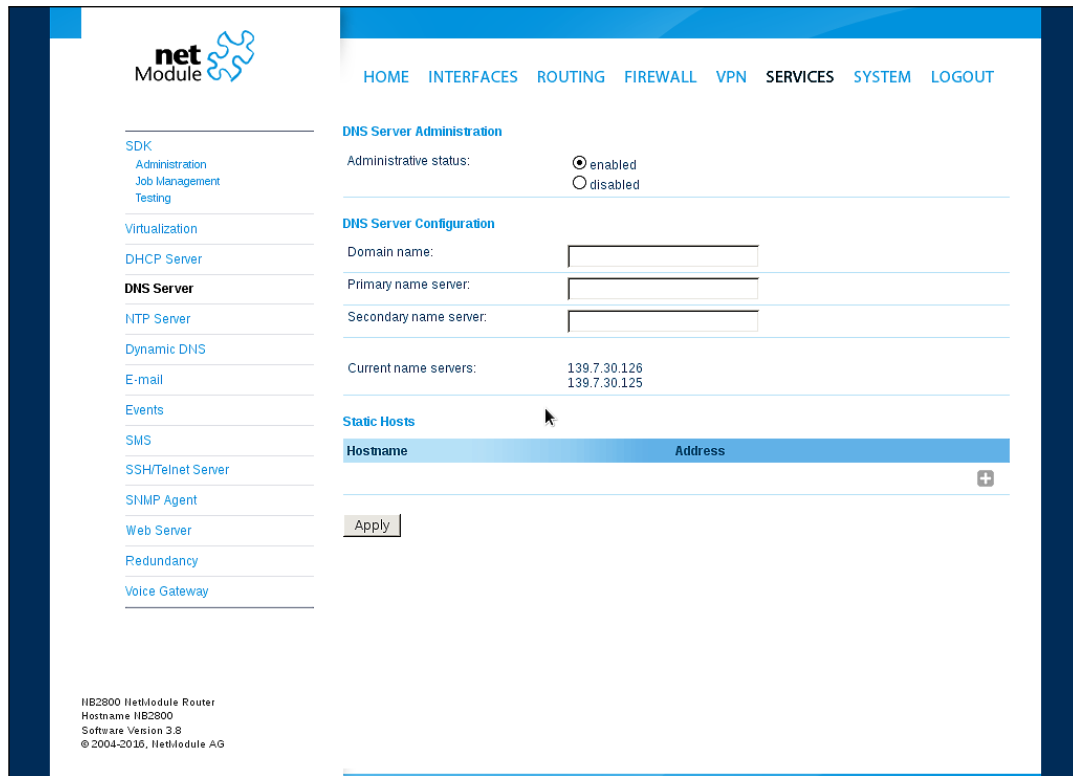 net
Module
HOME INTERFACES ROUTING FIREWALL VPN SERVICES SYSTEM LOGOUT
SDK
Administration
Job Management
Testing
Virtualization
DHCP Server
DNS Server
NTP Server
Dynamic DNS
E-mail
Events
SMS
SSH/Telnet Server
SNMP Agent
Web Server
Redundancy
Voice Gateway
DNS Server Administration
Administrative status:
enabled
disabled
DNS Server Configuration
Domain name:
Primary name server:
Secondary name server:
Current name servers: 139.7.30.126
139.7.30.125
Static Hosts
Hostname Address
Apply
NB2800 NetModule Router
Hostname NB2800
Software Version 3.8
© 2004-2016, NetModule AG